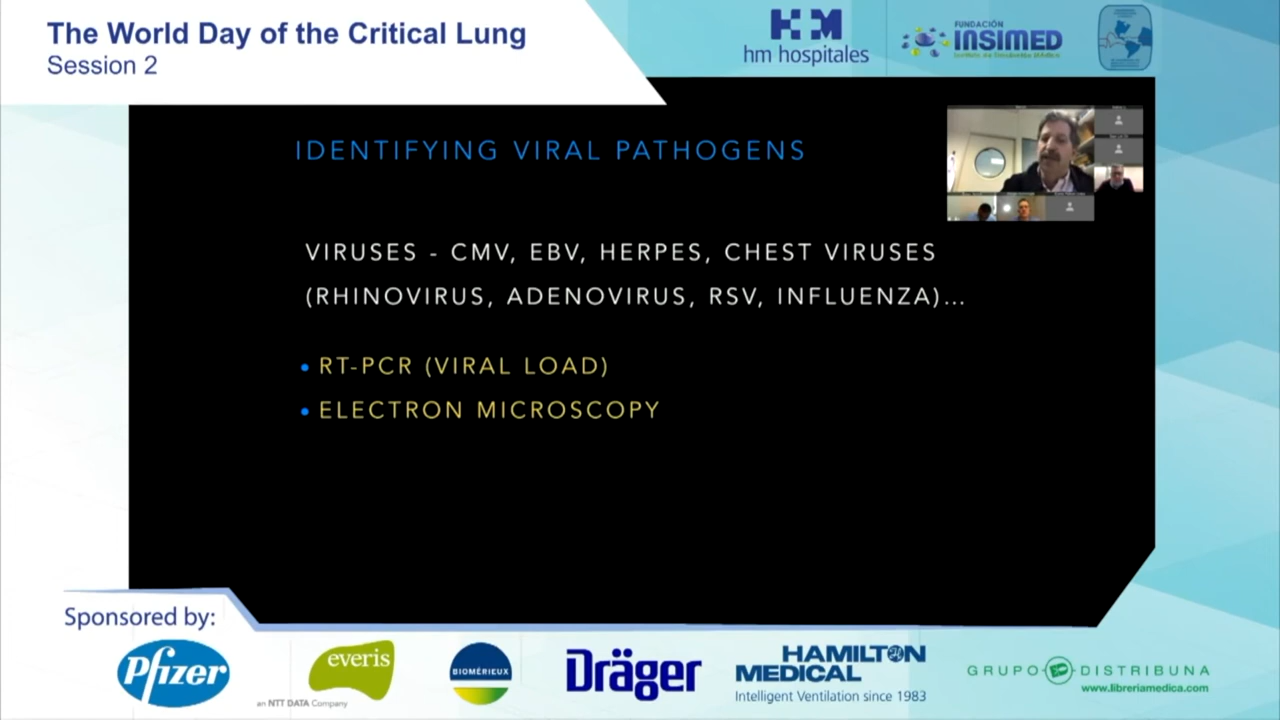 The World Day of the Critical Lung
Session 2
hm hospitales
FUNDACIÓN
INSIMED
IDENTIFYING VIRAL PATHOGENS
VIRUSES - CMV, EBV, HERPES, CHEST VIRUSES
(RHINOVIRUS, ADENOVIRUS, RSV, INFLUENZA)...
• RT-PCR (VIRAL LOAD)
• ELECTRON MICROSCOPY
Sponsored by:
Pfizer
everis
an NTT DATA Company
BIOMÉRIEUX
Dräger
HAMILTON
MEDICAL
Intelligent Ventilation since 1983
GRUPO DISTRIBUNA
www.libreriamedica.com